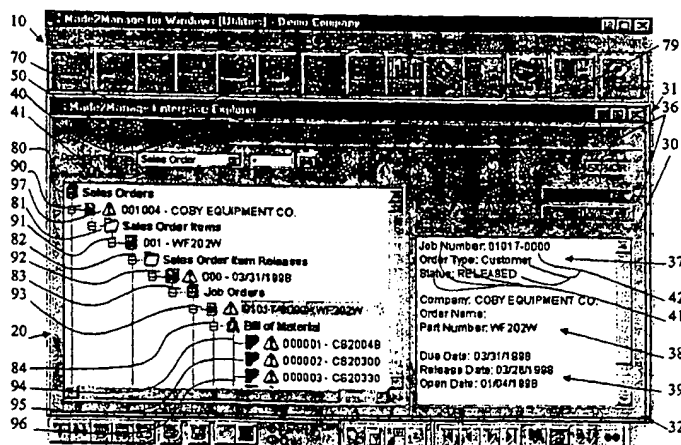 10
Made2Manage for Windows [Utilities] - Demo Company
70
79
50
31
40
Made2Manage Enterprise Explorer
36
41
30
80
Sales Order
90
Sales Orders
97
001004 - COBY EQUIPMENT CO.
81
Sales Order Items
91
001 - WF202W
82
Sales Order Item Releases
92
000 - 03/31/1998
83
Job Orders
93
Bill of Material
20
000001 - CB20048
84
000002 - CB20300
94
000003 - CB20330
95
96
Job Number: 01017-0000
37
Order Type: Customer
Status: RELEASED
42
Company: COBY EQUIPMENT CO.
41
Order Name:
Part Number: WF202W
38
Due Date: 03/31/1998
Release Date: 03/28/1998
39
Open Date: 01/04/1998
32